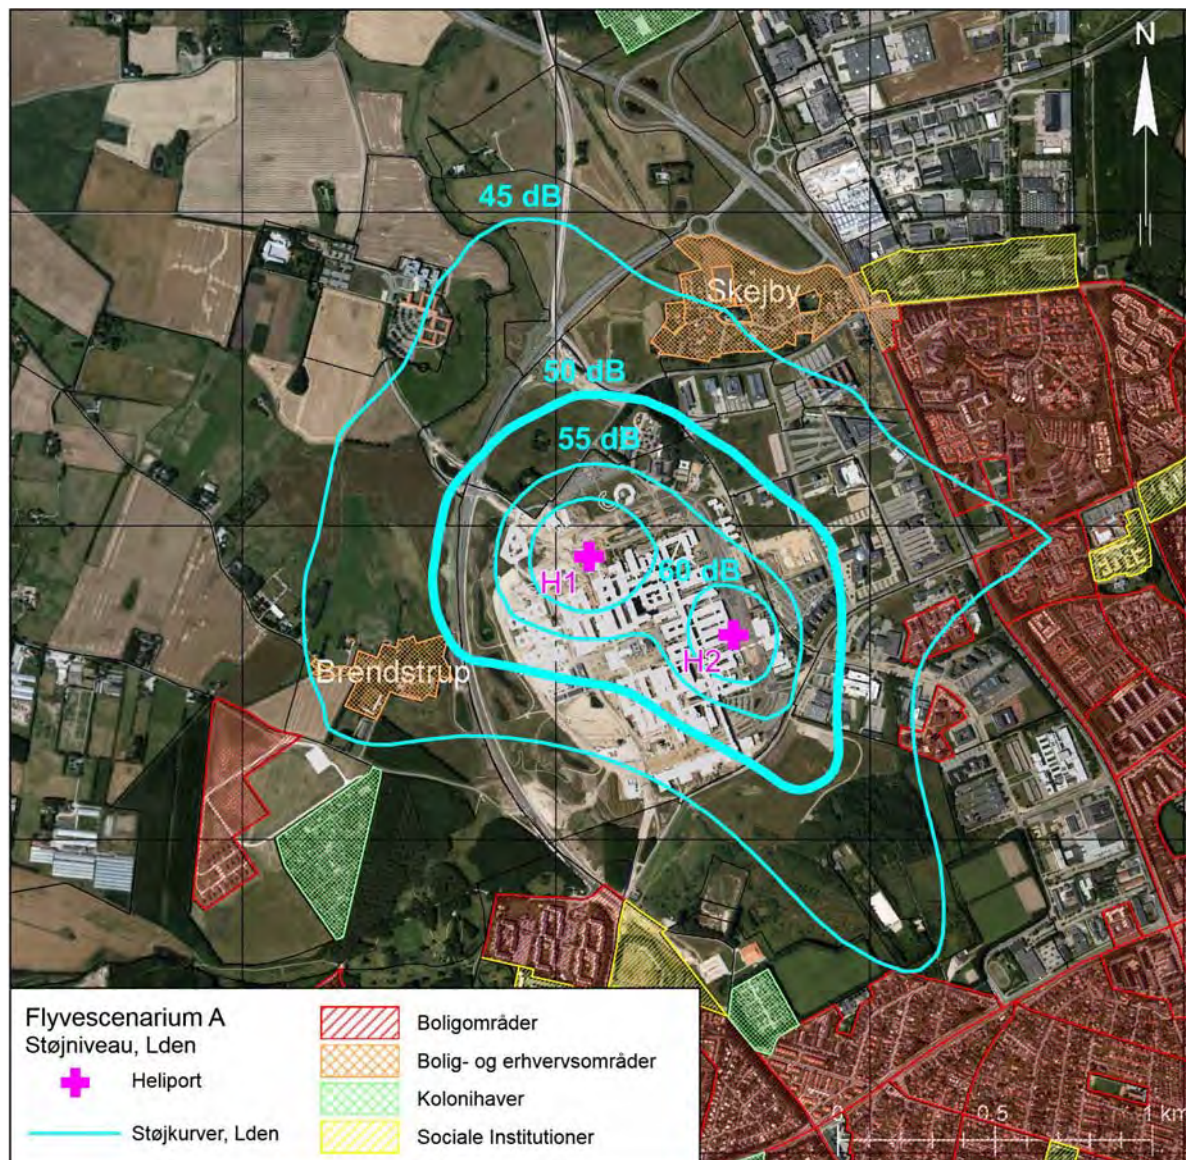 N
45 dB
Skejby
50 dB
55 dB
60 dB
H1
H2
Brendstrup
Flyvescenarium A
Støjniveau, Lden
Heliport
Støjkurver, Lden
Boligområder
Bolig- og erhvervsområder
Kolonihaver
Sociale Institutioner
0 0.5 1 km